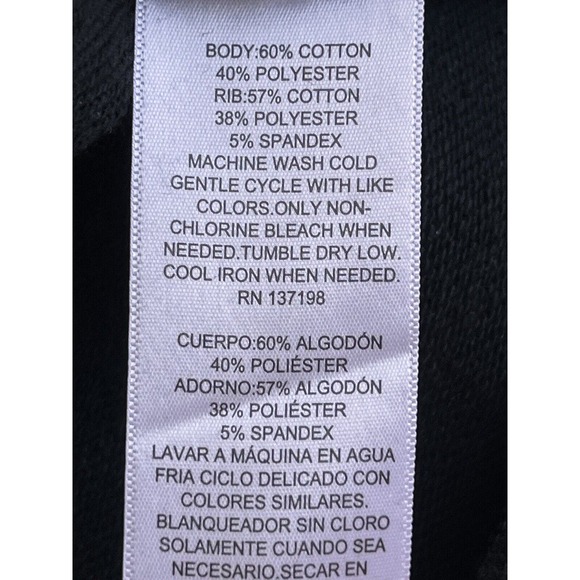 BODY:60% COTTON
40% POLYESTER
RIB:57% COTTON
38% POLYESTER
5% SPANDEX
MACHINE WASH COLD
GENTLE CYCLE WITH LIKE
COLORS.ONLY NON-
CHLORINE BLEACH WHEN
NEEDED.TUMBLE DRY LOW.
COOL IRON WHEN NEEDED.
RN 137198
CUERPO:60% ALGODÓN
40% POLIÉSTER
ADORNO:57% ALGODÓN
38% POLIÉSTER
5% SPANDEX
LAVAR A MÁQUINA EN AGUA
FRIA CICLO DELICADO CON
COLORES SIMILARES.
BLANQUEADOR SIN CLORO
SOLAMENTE CUANDO SEA
NECESARIO.SECAR EN